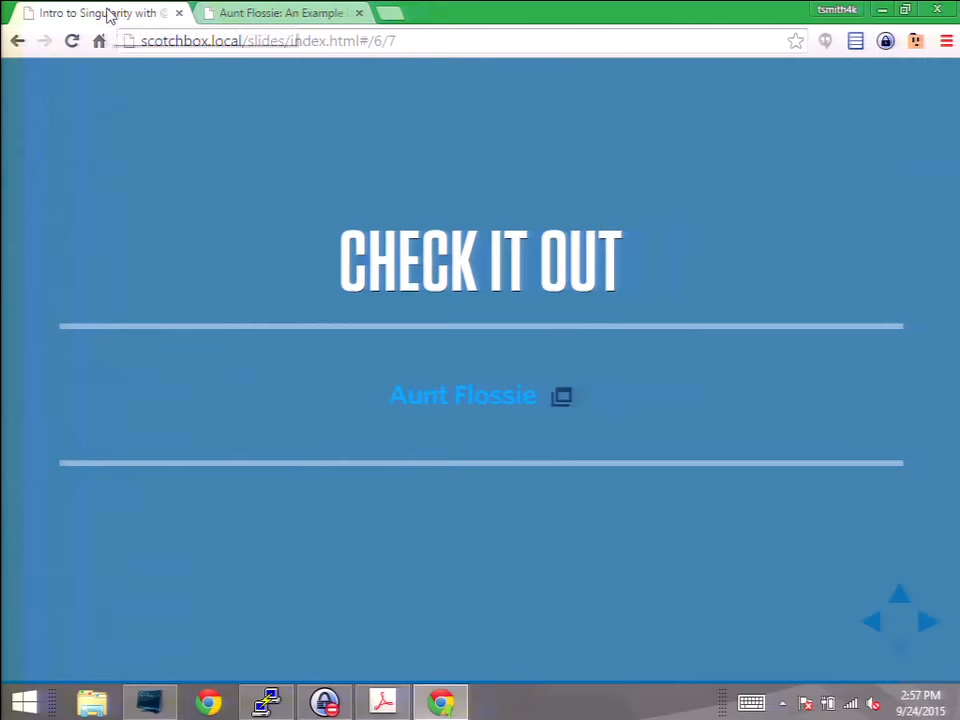 Intro to Singularity with
Aunt Flossie: An Example
tsmith4k
scotchbox.local/slides/index.html#/6/7
CHECK IT OUT
Aunt Flossie
2:57 PM
9/24/2015